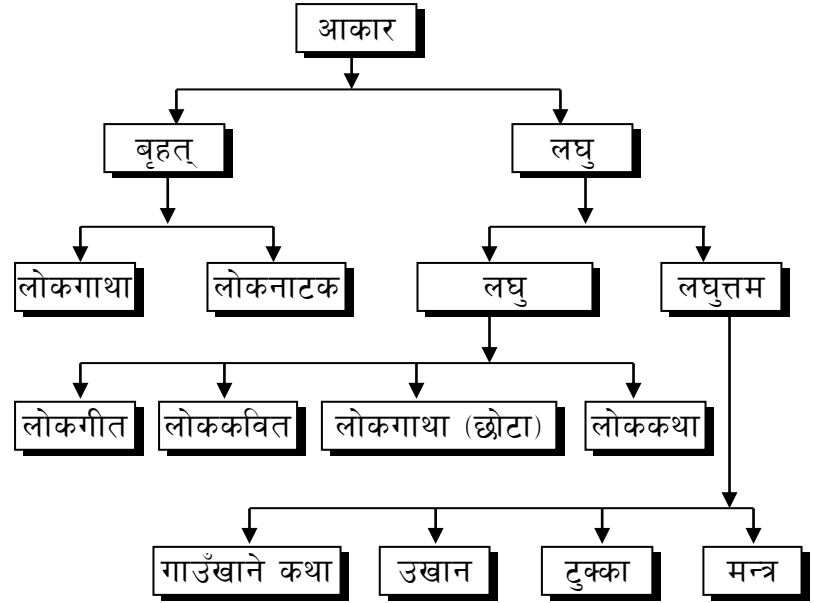 आकार
बृहत् लघु
लोकगाथा लोकनाटक लघु लघुत्तम
लोकगीत लोककवित लोकगाथा (छोटा) लोककथा
गाउँखाने कथा उखान टुक्का मन्त्र